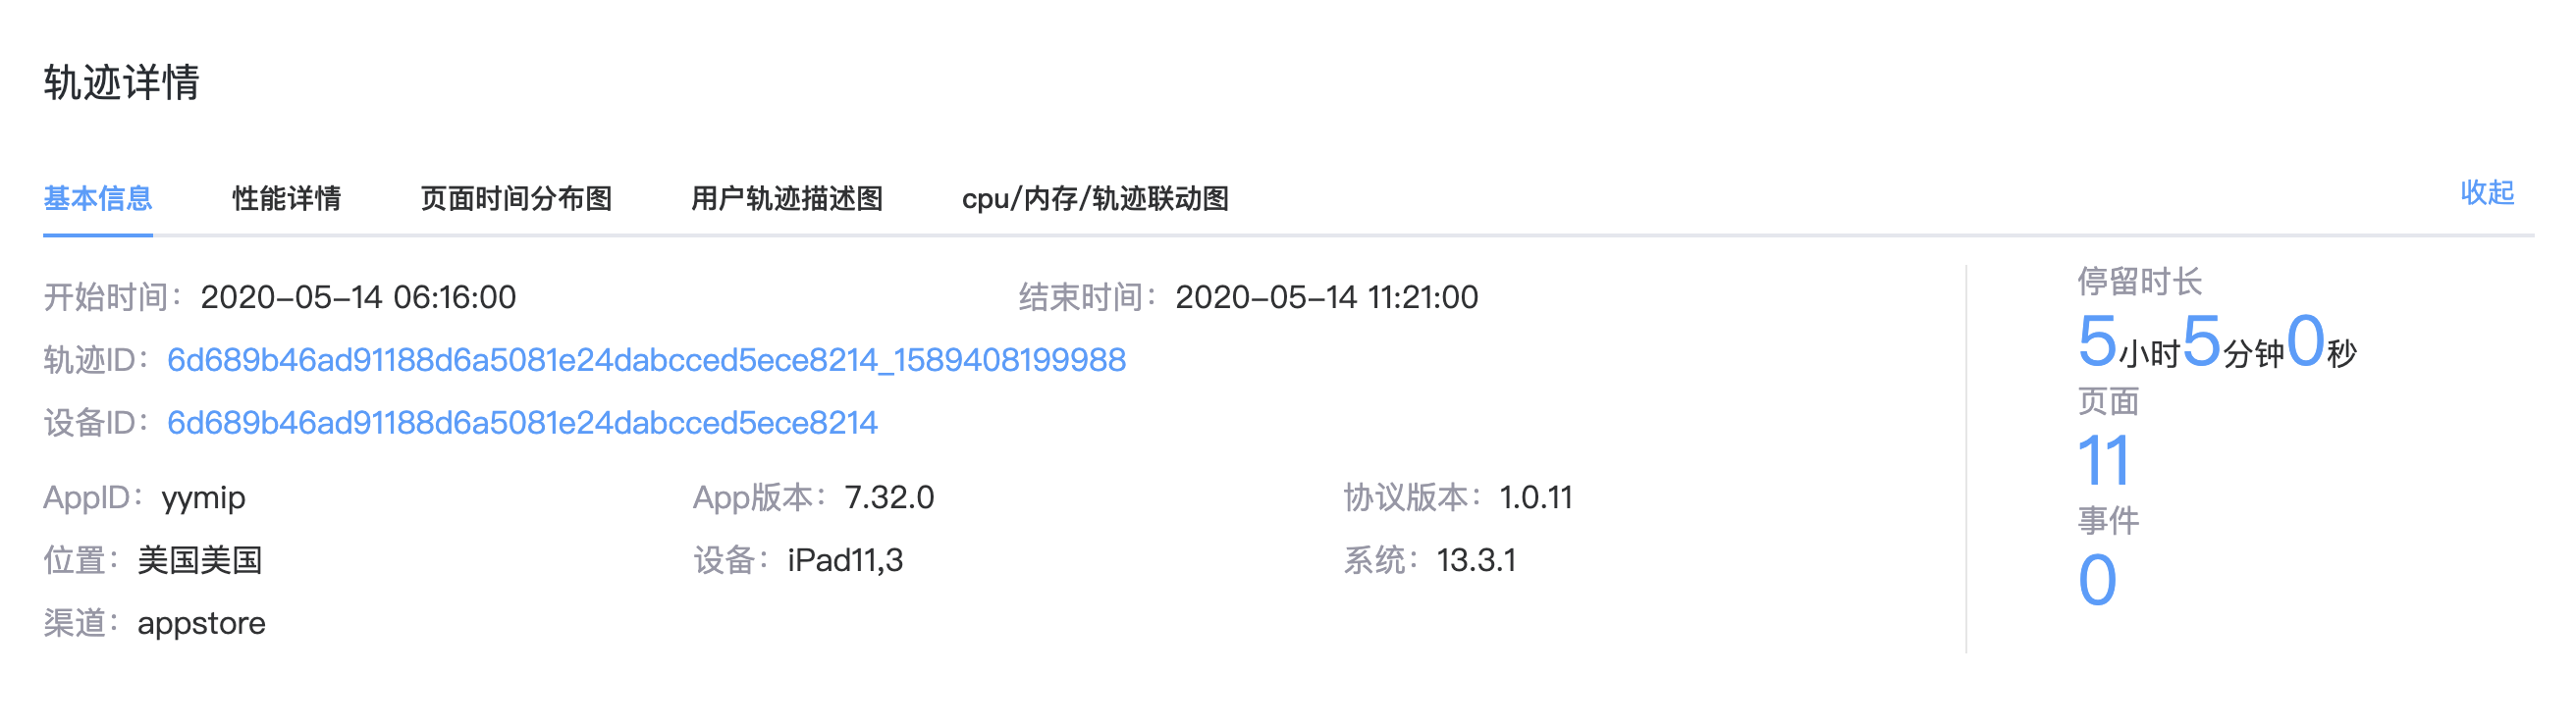 轨迹详情
基本信息 性能详情 页面时间分布图 用户轨迹描述图 cpu/内存/轨迹联动图 收起
开始时间：2020-05-14 06:16:00 结束时间：2020-05-14 11:21:00
轨迹ID：6d689b46ad91188d6a5081e24dabcced5ece8214_1589408199988
设备ID：6d689b46ad91188d6a5081e24dabcced5ece8214
AppID：yymip App版本：7.32.0 协议版本：1.0.11
位置：美国美国 设备：iPad11,3 系统：13.3.1
渠道：appstore
停留时长
5小时5分钟0秒
页面
11
事件
0